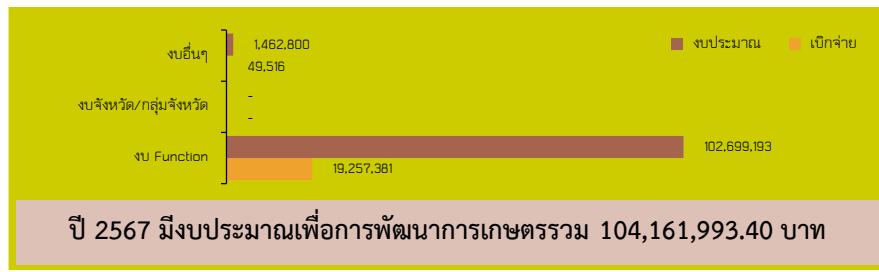 งบประมาณ เบิกจ่าย
งบอื่นๆ 1,462,800
49,516
งบจังหวัด/กลุ่มจังหวัด -
-
งบ Function 102,699,193
19,257,381
ปี 2567 มีงบประมาณเพื่อการพัฒนาการเกษตรรวม 104,161,993.40 บาท